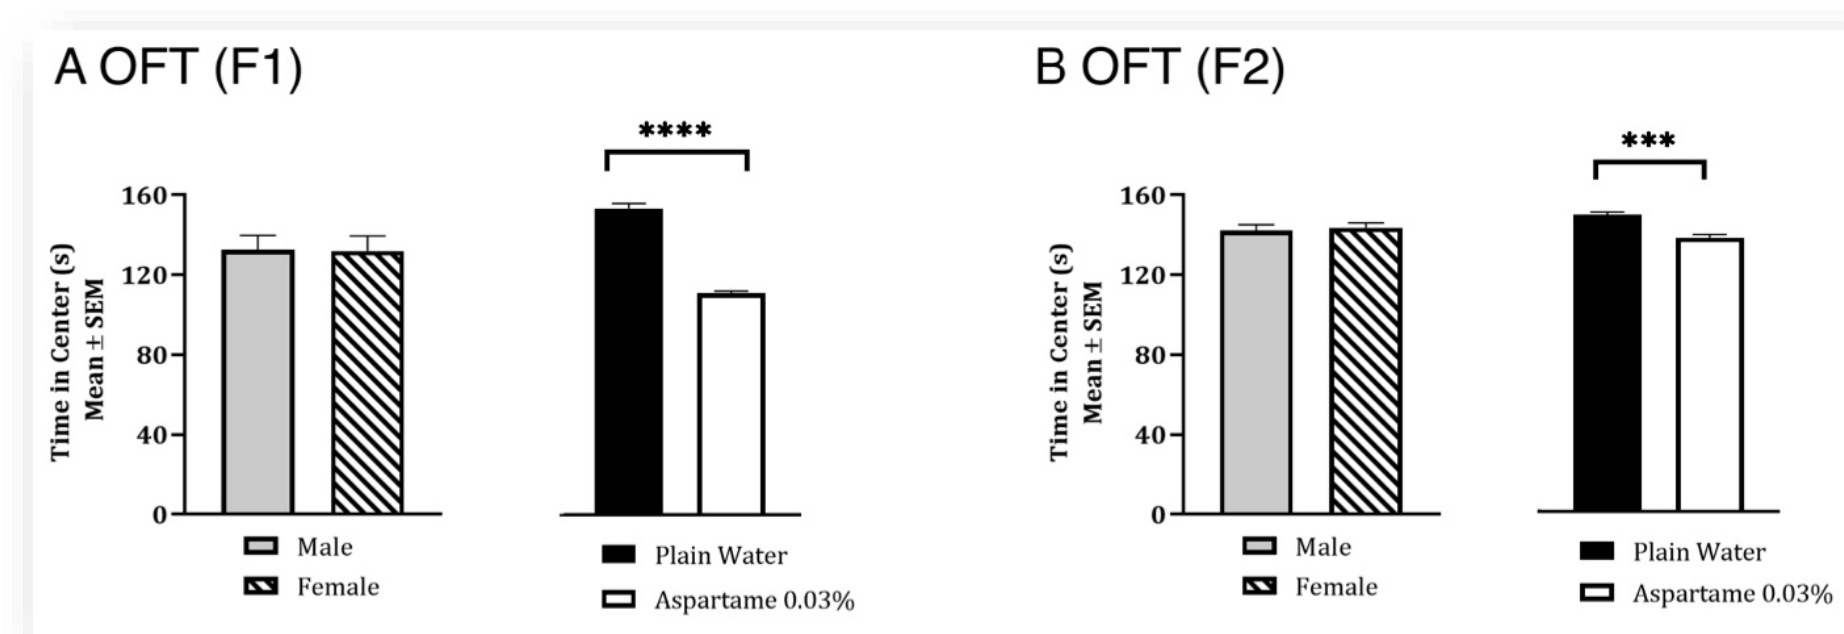 A OFT (F1)
****
160
120
80
40
0
Time in Center (s)
Mean ± SEM
Male
Female
Plain Water
Aspartame 0.03%
B OFT (F2)
***
160
120
80
40
0
Time in Center (s)
Mean ± SEM
Male
Female
Plain Water
Aspartame 0.03%